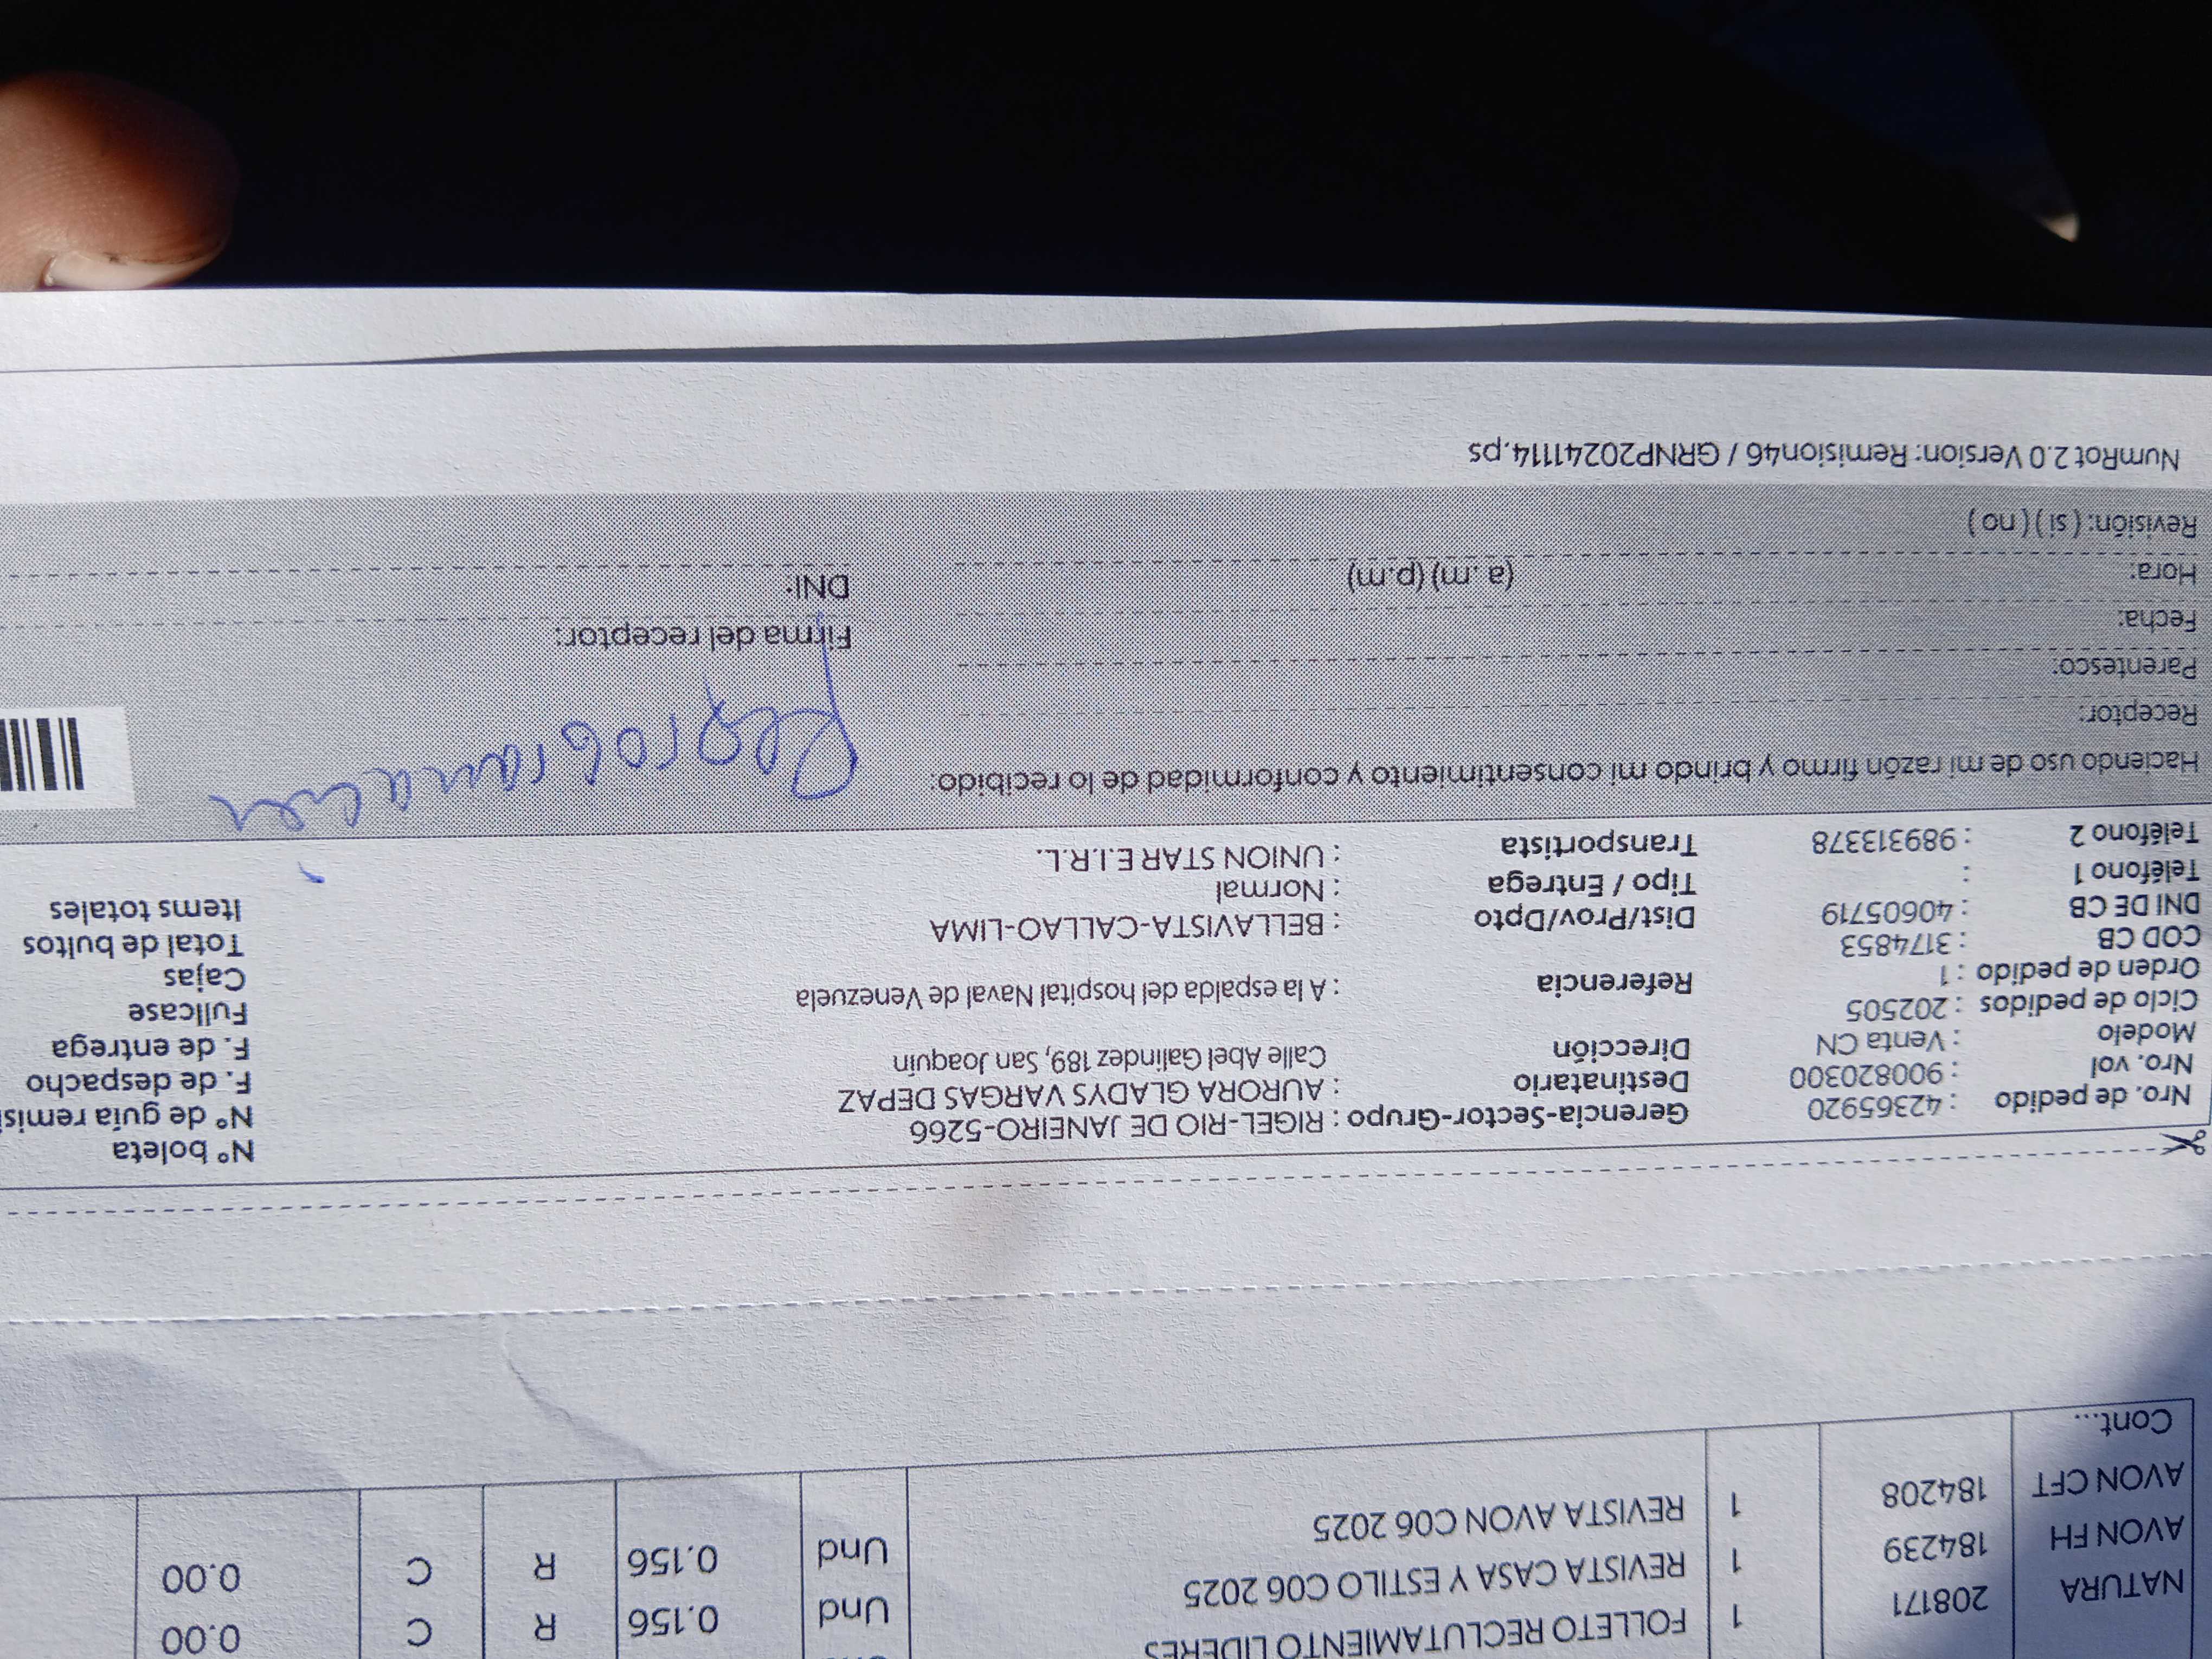 FOLLETO RECLUTAMIENTO LIDERES
NATURA 208171 1
REVISTA CASA Y ESTILO C06 2025 Und 0.156 R C 0.00
AVON FH 184239 1
REVISTA AVON C06 2025 Und 0.156 R C 0.00
AVON CFT 184208 1
Cont...
Nro. de pedido : 42365920 Gerencia-Sector-Grupo : RIGEL-RIO DE JANEIRO-5266 N° boleta
Nro. vol : 900820300 Destinatario : AURORA GLADYS VARGAS DEPAZ N° de guía remisi
Modelo : Venta CN Dirección Calle Abel Galindez 189, San Joaquin F. de despacho
Ciclo de pedidos : 202505 F. de entrega
Orden de pedido : 1 Referencia : A la espalda del hospital Naval de Venezuela Fullcase
COD CB : 3174853 Cajas
DNI DE CB : 40605719 Dist/Prov/Dpto : BELLAVISTA-CALLAO-LIMA Total de bultos
Teléfono 1 : Tipo / Entrega : Normal Items totales
Teléfono 2 : 989313378 Transportista : UNION STAR E.I.R.L.
Haciendo uso de mi razón firmo y brindo mi consentimiento y conformidad de lo recibido:
Receptor:
Parentesco:
Fecha: Firma del receptor:
Hora: (a .m) (p.m) DNI:
Revisión: ( si ) ( no )
NumRot 2.0 Version: Remision46 / GRNP20241114.ps